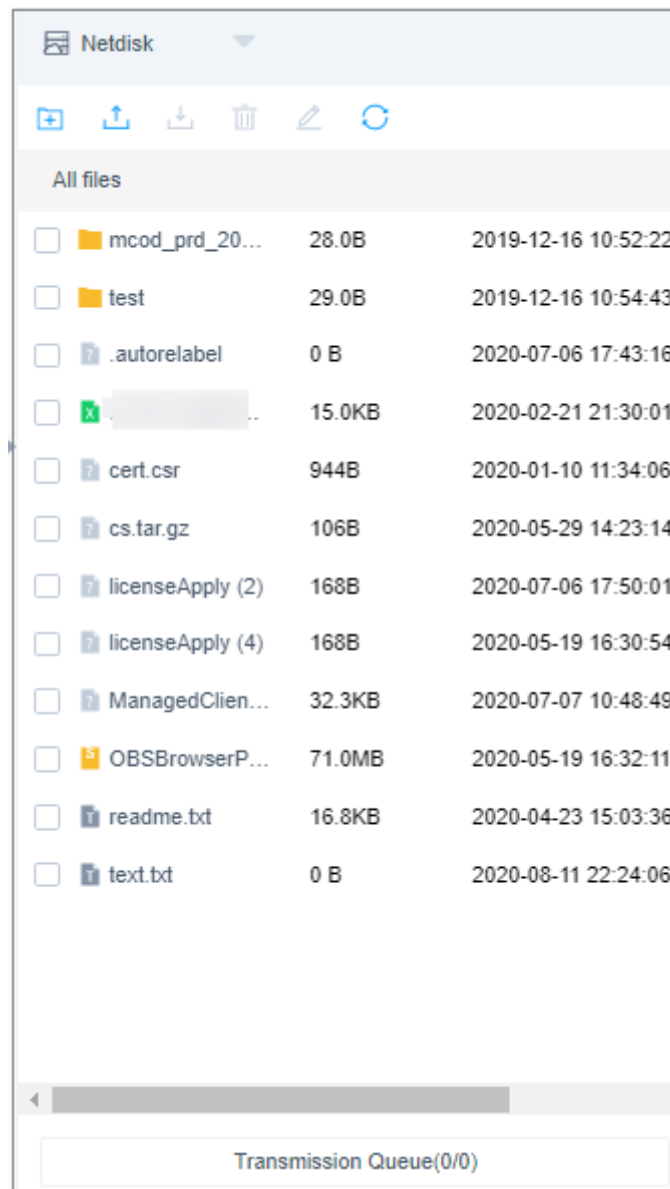 Netdisk
All files
mcod_prd_20... 28.0B 2019-12-16 10:52:22
test 29.0B 2019-12-16 10:54:43
.autorelabel 0 B 2020-07-06 17:43:16
.. 15.0KB 2020-02-21 21:30:01
cert.csr 944B 2020-01-10 11:34:06
cs.tar.gz 106B 2020-05-29 14:23:14
licenseApply (2) 168B 2020-07-06 17:50:01
licenseApply (4) 168B 2020-05-19 16:30:54
ManagedClien... 32.3KB 2020-07-07 10:48:49
OBSBrowserP... 71.0MB 2020-05-19 16:32:11
readme.txt 16.8KB 2020-04-23 15:03:36
text.txt 0 B 2020-08-11 22:24:06
Transmission Queue(0/0)